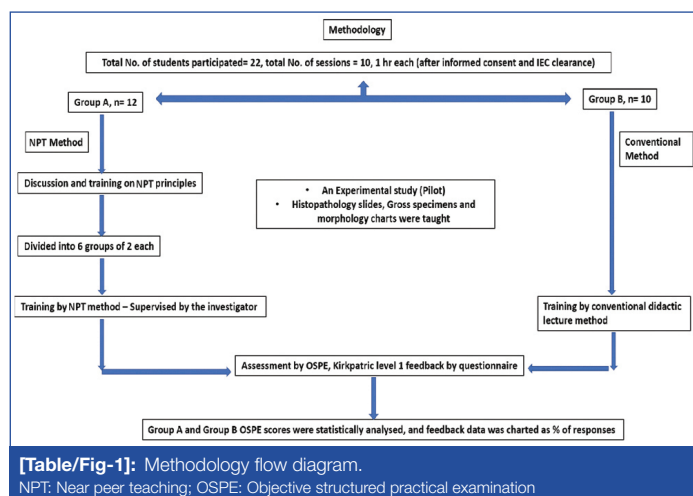 Methodology
Total No. of students participated= 22, total No. of sessions = 10, 1 hr each (after informed consent and IEC clearance)
Group A, n= 12
Group B, n= 10
NPT Method
Conventional
Method
Discussion and training on NPT principles
• An Experimental study (Pilot)
• Histopathology slides, Gross specimens and
morphology charts were taught
Divided into 6 groups of 2 each
Training by NPT method – Supervised by the investigator
Training by conventional didactic
lecture method
Assessment by OSPE, Kirkpatric level 1 feedback by questionnaire
Group A and Group B OSPE scores were statistically analysed, and feedback data was charted as % of responses
[Table/Fig-1]: Methodology flow diagram.
NPT: Near peer teaching; OSPE: Objective structured practical examination